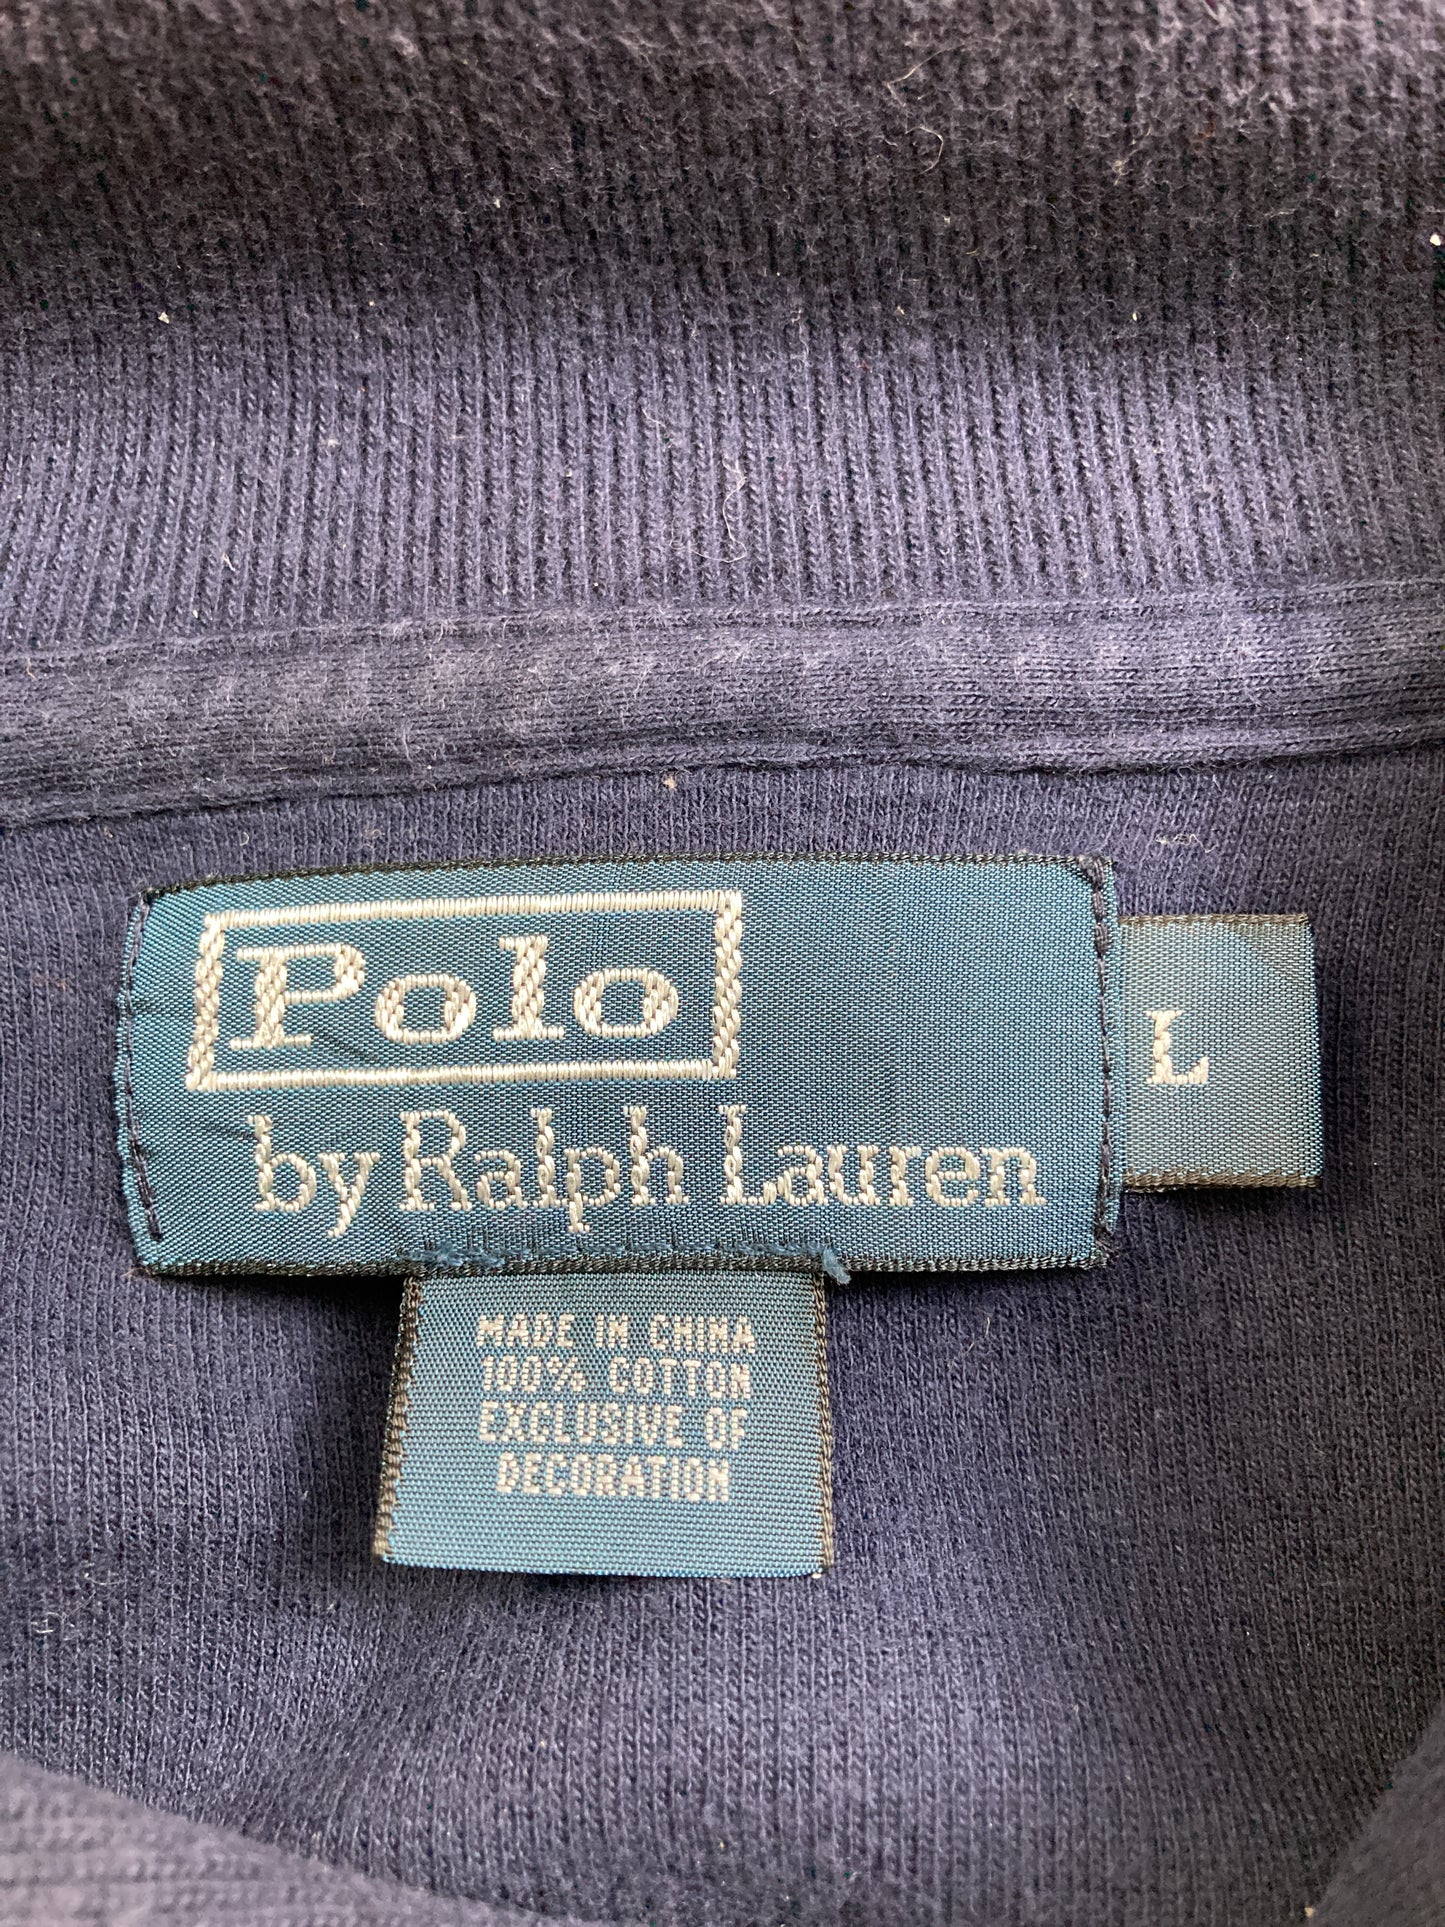 Polo
by Ralph Lauren
L
MADE IN CHINA
100% COTTON
EXCLUSIVE OF
DECORATION